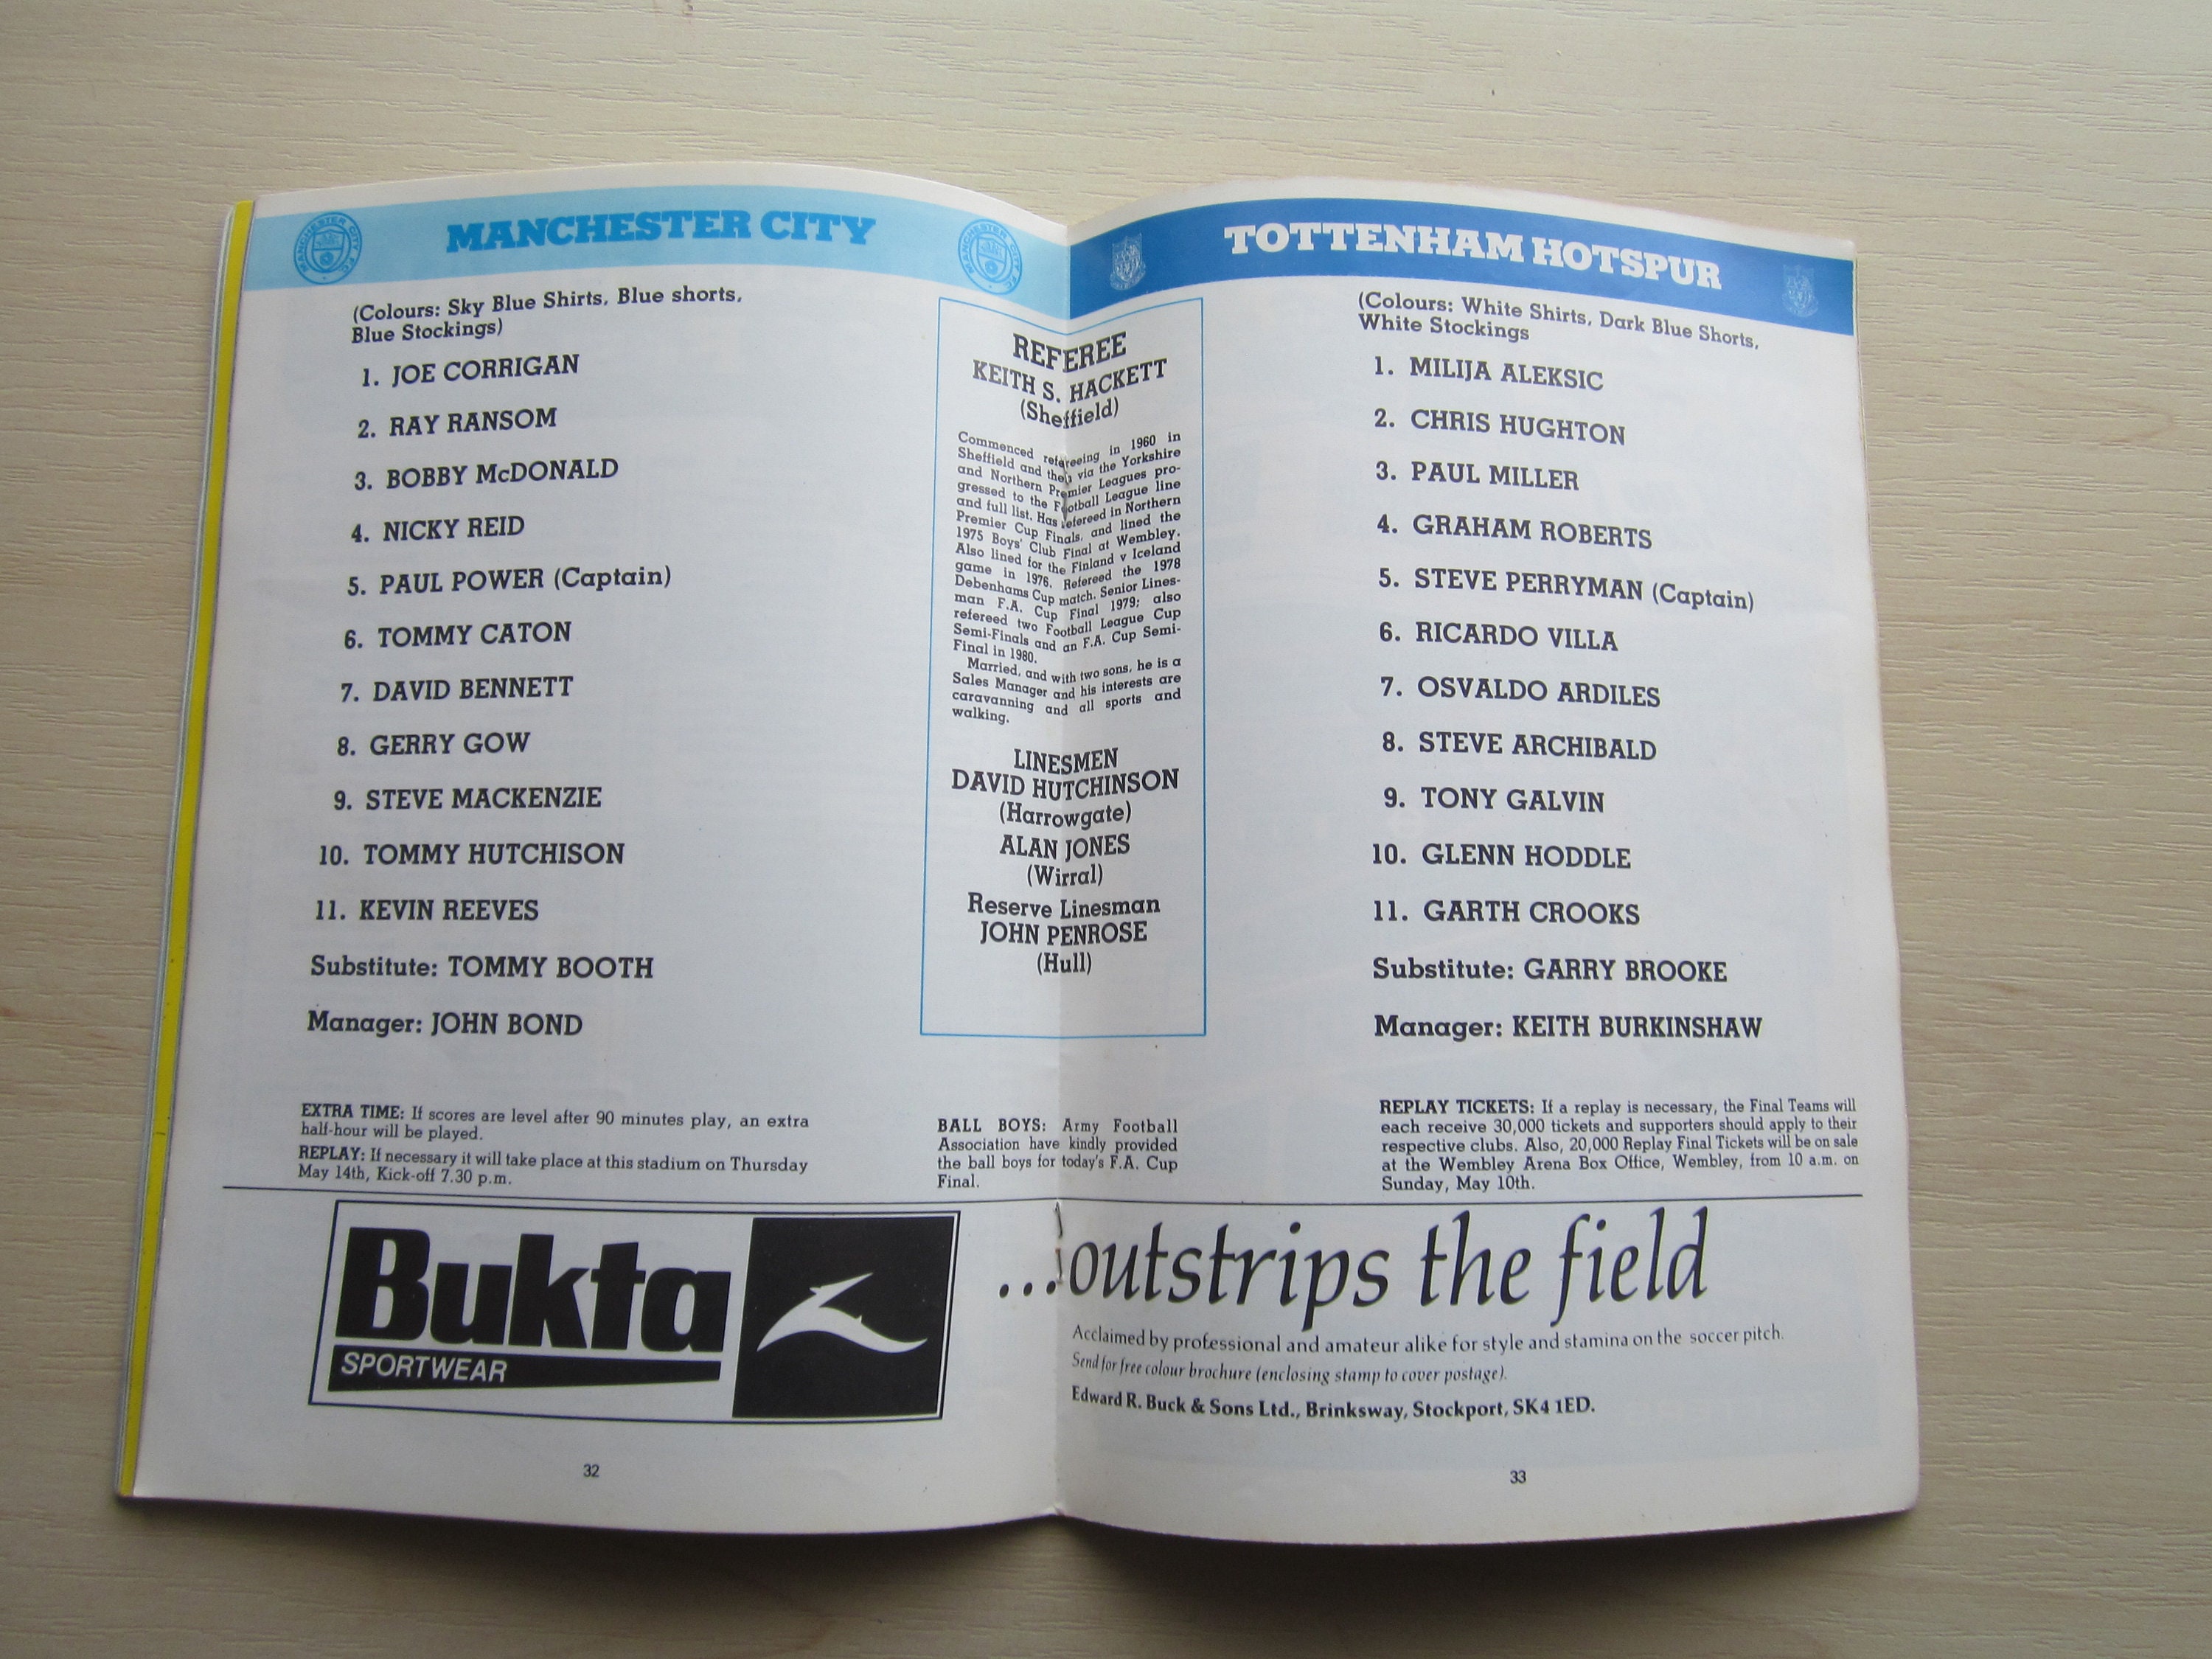 MANCHESTER CITY
(Colours: Sky Blue Shirts, Blue shorts,
Blue Stockings)
1. JOE CORRIGAN
2. RAY RANSOM
3. BOBBY McDONALD
4. NICKY REID
5. PAUL POWER (Captain)
6. TOMMY CATON
7. DAVID BENNETT
8. GERRY GOW
9. STEVE MACKENZIE
10. TOMMY HUTCHISON
11. KEVIN REEVES
Substitute: TOMMY BOOTH
Manager: JOHN BOND
EXTRA TIME: If scores are level after 90 minutes play, an extra
half-hour will be played.
REPLAY: If necessary it will take place at this stadium on Thursday
May 14th, Kick-off 7.30 p.m.
REFEREE
KEITH S. HACKETT
(Sheffield)
Commenced refereeing in 1960 in
Sheffield and then via the Yorkshire
and Northern Premier Leagues pro-
gressed to the Football League line
and full list. Has refereed in Northern
Premier Cup Finals, and lined the
1975 Boys' Club Final at Wembley.
Also lined for the Finland v Iceland
game in 1976. Refereed the 1978
Debenhams Cup match. Senior Lines-
man F.A. Cup Final 1979; also
refereed two Football League Cup
Semi-Finals and an F.A. Cup Semi-
Final in 1980.
Married, and with two sons, he is a
Sales Manager and his interests are
caravanning and all sports and
walking.
LINESMEN
DAVID HUTCHINSON
(Harrowgate)
ALAN JONES
(Wirral)
Reserve Linesman
JOHN PENROSE
(Hull)
BALL BOYS: Army Football
Association have kindly provided
the ball boys for today's F.A. Cup
Final.
TOTTENHAM HOTSPUR
(Colours: White Shirts, Dark Blue Shorts,
White Stockings
1. MILIJA ALEKSIC
2. CHRIS HUGHTON
3. PAUL MILLER
4. GRAHAM ROBERTS
5. STEVE PERRYMAN (Captain)
6. RICARDO VILLA
7. OSVALDO ARDILES
8. STEVE ARCHIBALD
9. TONY GALVIN
10. GLENN HODDLE
11. GARTH CROOKS
Substitute: GARRY BROOKE
Manager: KEITH BURKINSHAW
REPLAY TICKETS: If a replay is necessary, the Final Teams will
each receive 30,000 tickets and supporters should apply to their
respective clubs. Also, 20,000 Replay Final Tickets will be on sale
at the Wembley Arena Box Office, Wembley, from 10 a.m. on
Sunday, May 10th.
Bukta
SPORTWEAR
...outstrips the field
Acclaimed by professional and amateur alike for style and stamina on the soccer pitch.
Send for free colour brochure (enclosing stamp to cover postage).
Edward R. Buck & Sons Ltd., Brinksway, Stockport, SK4 1ED.
32
33